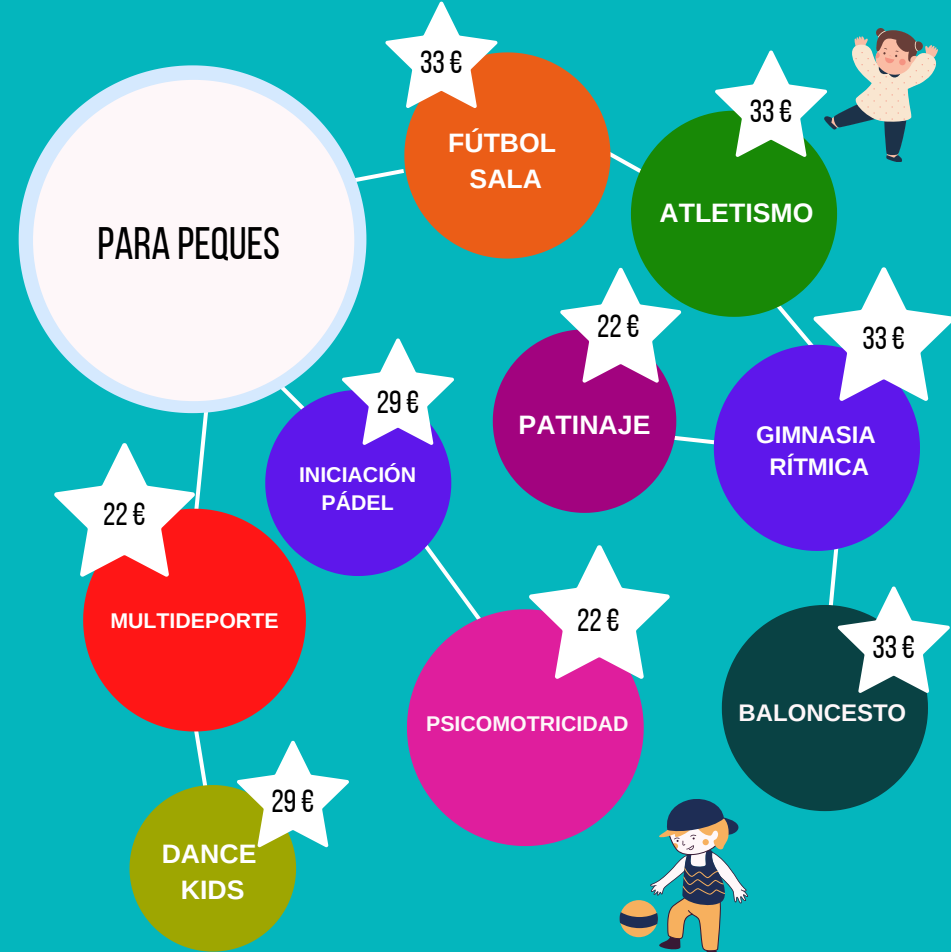 33 €
FÚTBOL
SALA
33 €
ATLETISMO
PARA PEQUES
22 €
PATINAJE
33 €
GIMNASIA
RÍTMICA
29 €
INICIACIÓN
PÁDEL
22 €
MULTIDEPORTE
22 €
PSICOMOTRICIDAD
33 €
BALONCESTO
29 €
DANCE
KIDS